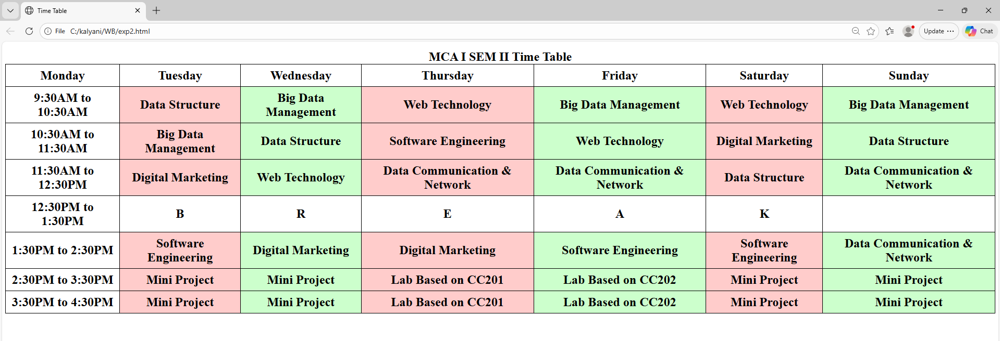 Time Table
File C:/kalyani/WB/exp2.html
Update
Chat
MCA I SEM II Time Table
Monday Tuesday Wednesday Thursday Friday Saturday Sunday
9:30AM to 10:30AM Data Structure Big Data Management Web Technology Big Data Management Web Technology Big Data Management
10:30AM to 11:30AM Big Data Management Data Structure Software Engineering Web Technology Digital Marketing Data Structure
11:30AM to 12:30PM Digital Marketing Web Technology Data Communication & Network Data Communication & Network Data Structure Data Communication & Network
12:30PM to 1:30PM B R E A K
1:30PM to 2:30PM Software Engineering Digital Marketing Digital Marketing Software Engineering Software Engineering Data Communication & Network
2:30PM to 3:30PM Mini Project Mini Project Lab Based on CC201 Lab Based on CC202 Mini Project Mini Project
3:30PM to 4:30PM Mini Project Mini Project Lab Based on CC201 Lab Based on CC202 Mini Project Mini Project